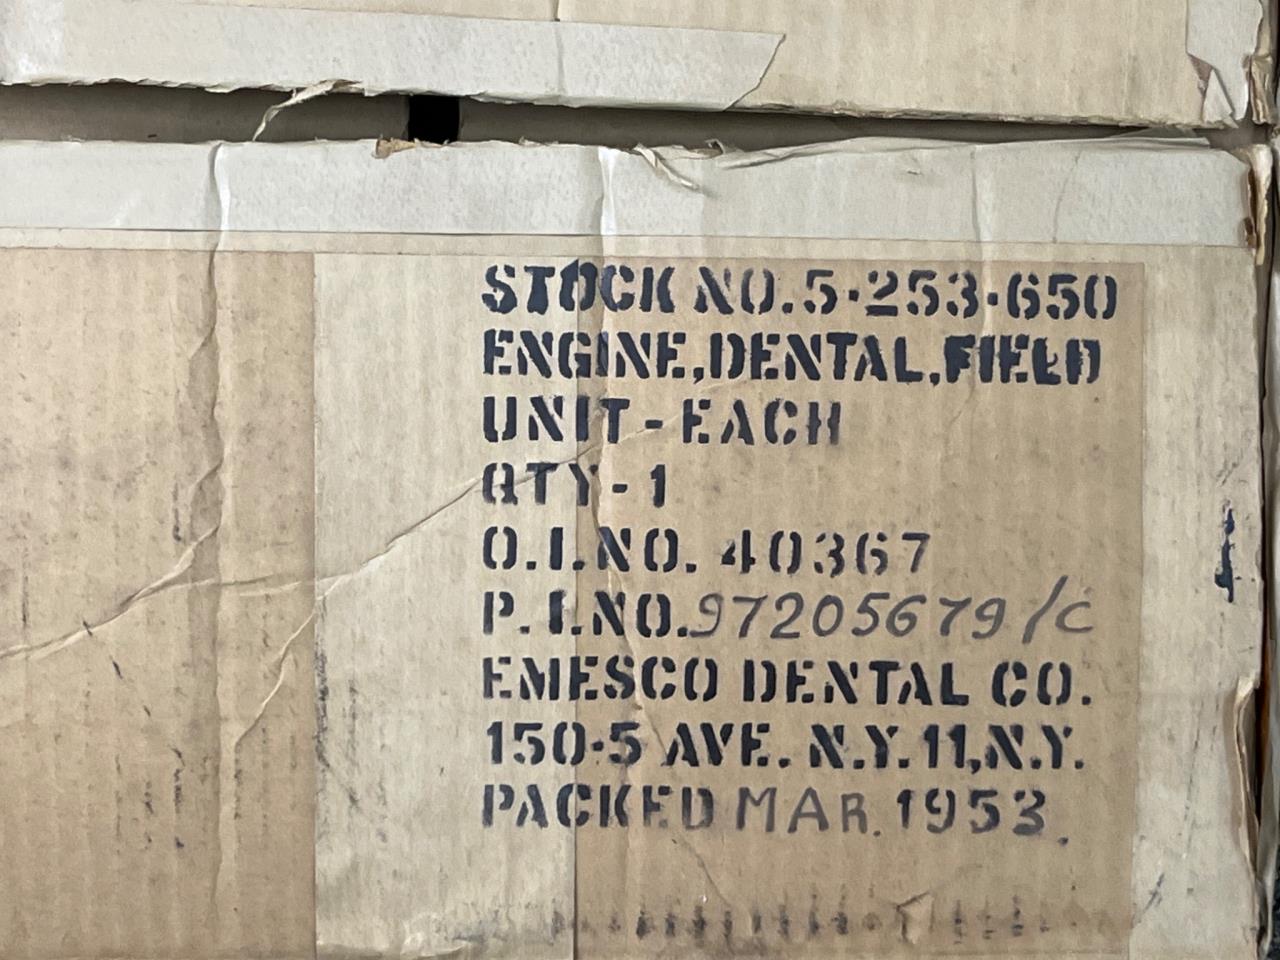 STOCK NO. 5-253-650
ENGINE, DENTAL, FIELD
UNIT - EACH
QTY - 1
O.I. NO. 40367
P.I. NO. 97205679/C
EMESCO DENTAL CO.
150-5 AVE. N.Y. 11, N.Y.
PACKED MAR. 1953.